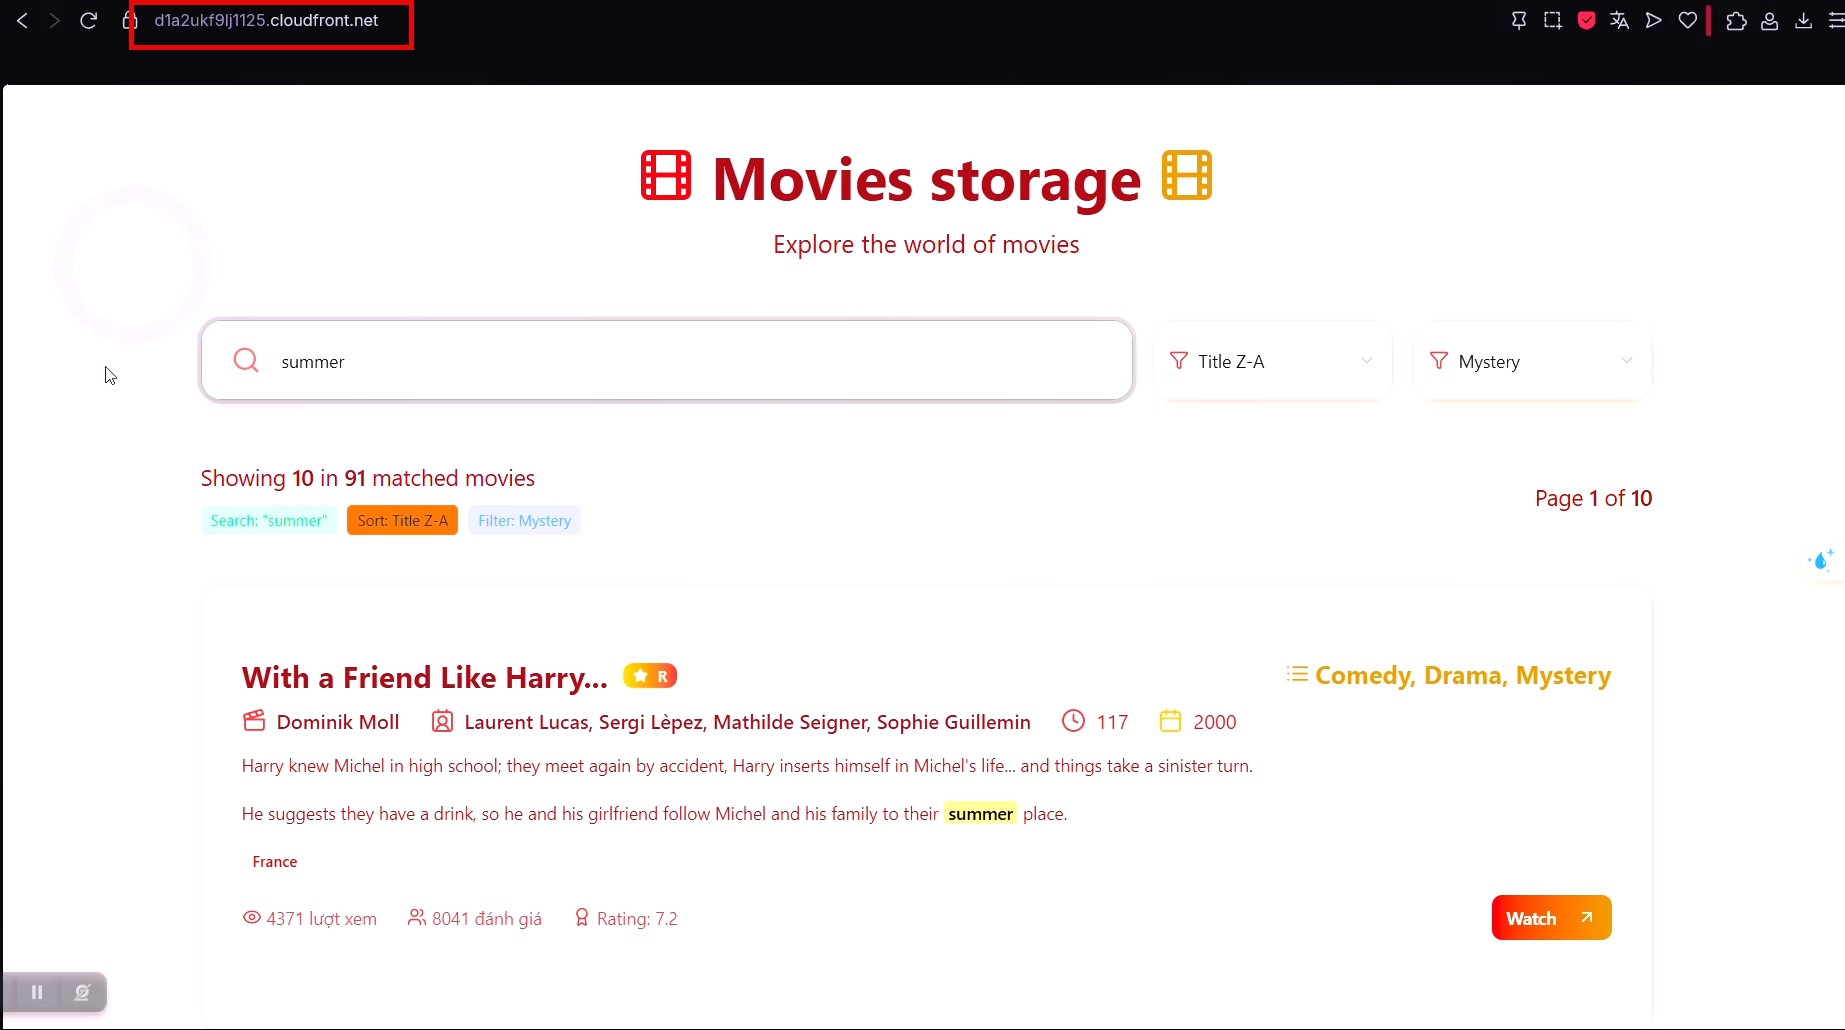 d1a2ukf9lj1125.cloudfront.net
Movies storage
Explore the world of movies
summer
Title Z-A
Mystery
Showing 10 in 91 matched movies
Page 1 of 10
Search: "summer"
Sort: Title Z-A
Filter: Mystery
With a Friend Like Harry...
R
Comedy, Drama, Mystery
Dominik Moll
Laurent Lucas, Sergi Lèpez, Mathilde Seigner, Sophie Guillemin
117
2000
Harry knew Michel in high school; they meet again by accident, Harry inserts himself in Michel's life... and things take a sinister turn.
He suggests they have a drink, so he and his girlfriend follow Michel and his family to their summer place.
France
4371 lượt xem
8041 đánh giá
Rating: 7.2
Watch